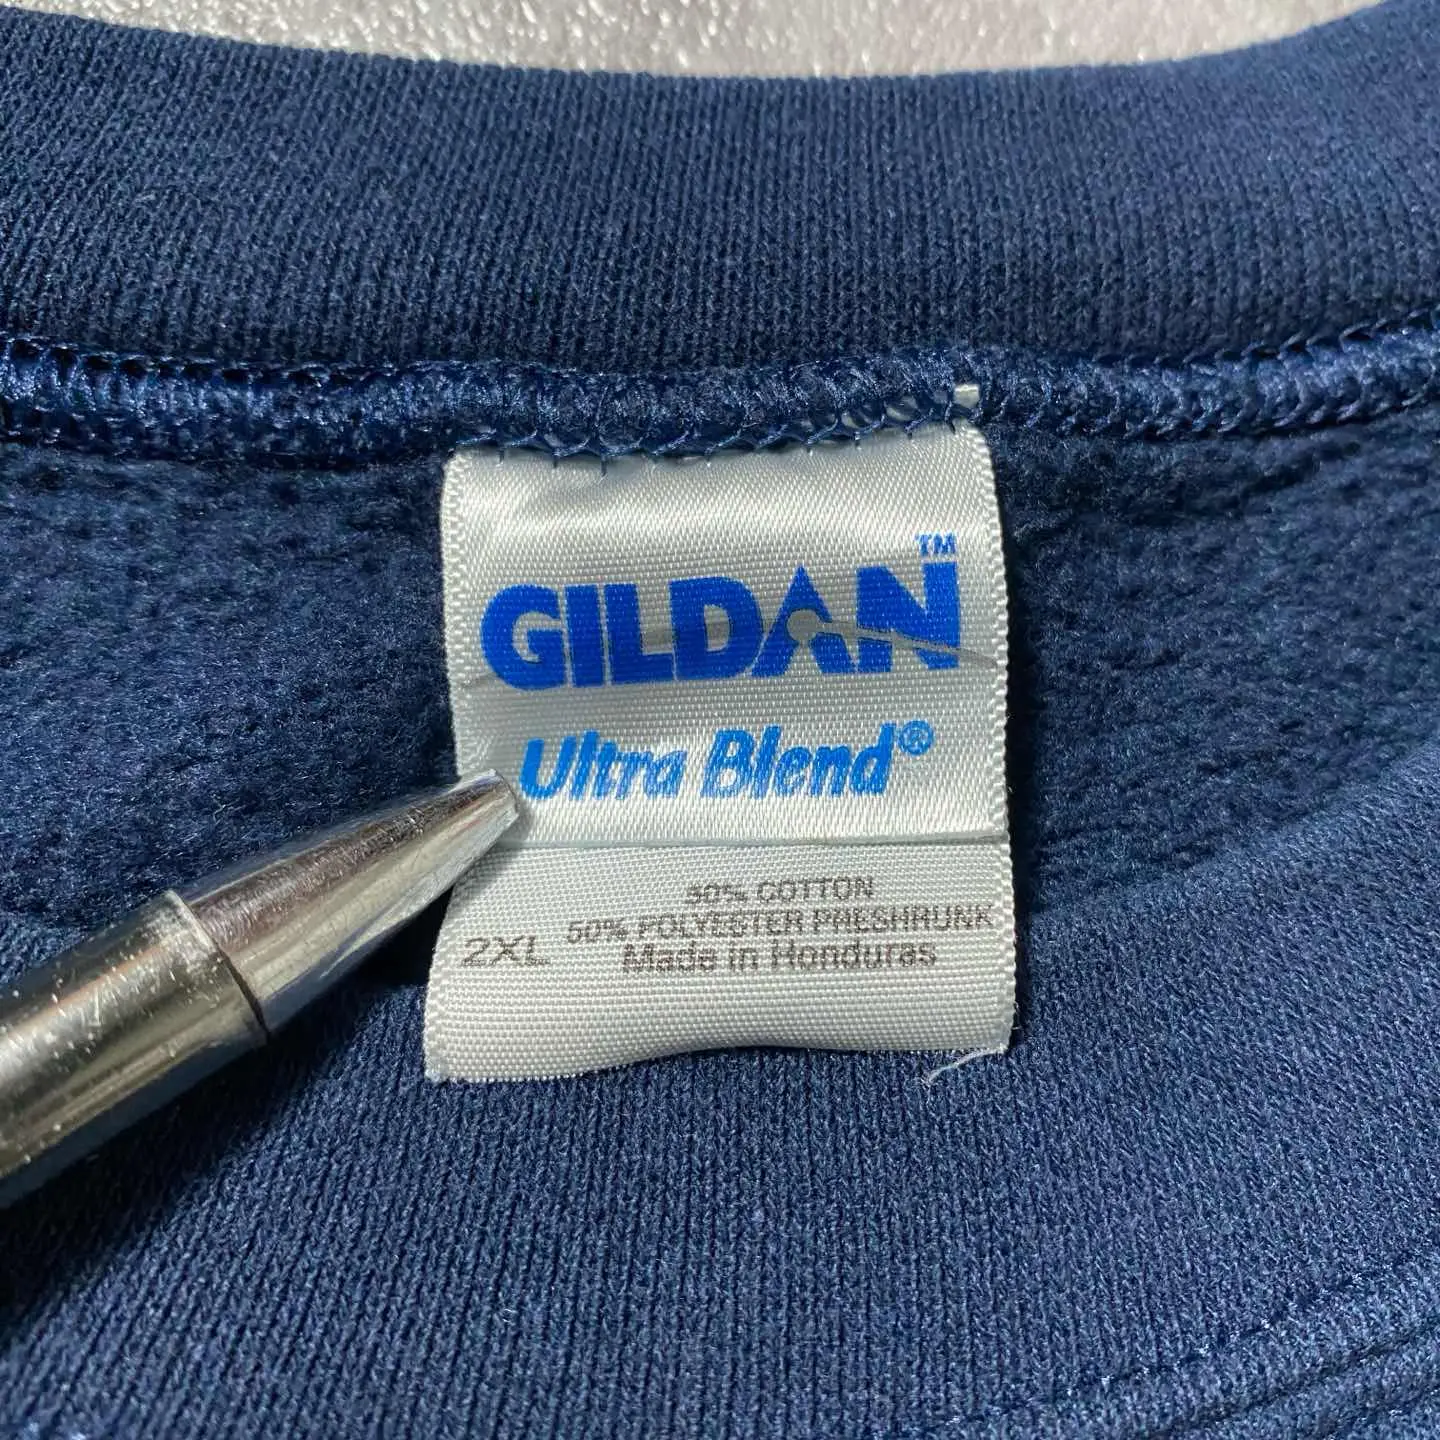 GILDAN™
Ultra Blend®
50% COTTON
50% POLYESTER PRESHRUNK
2XL Made in Honduras